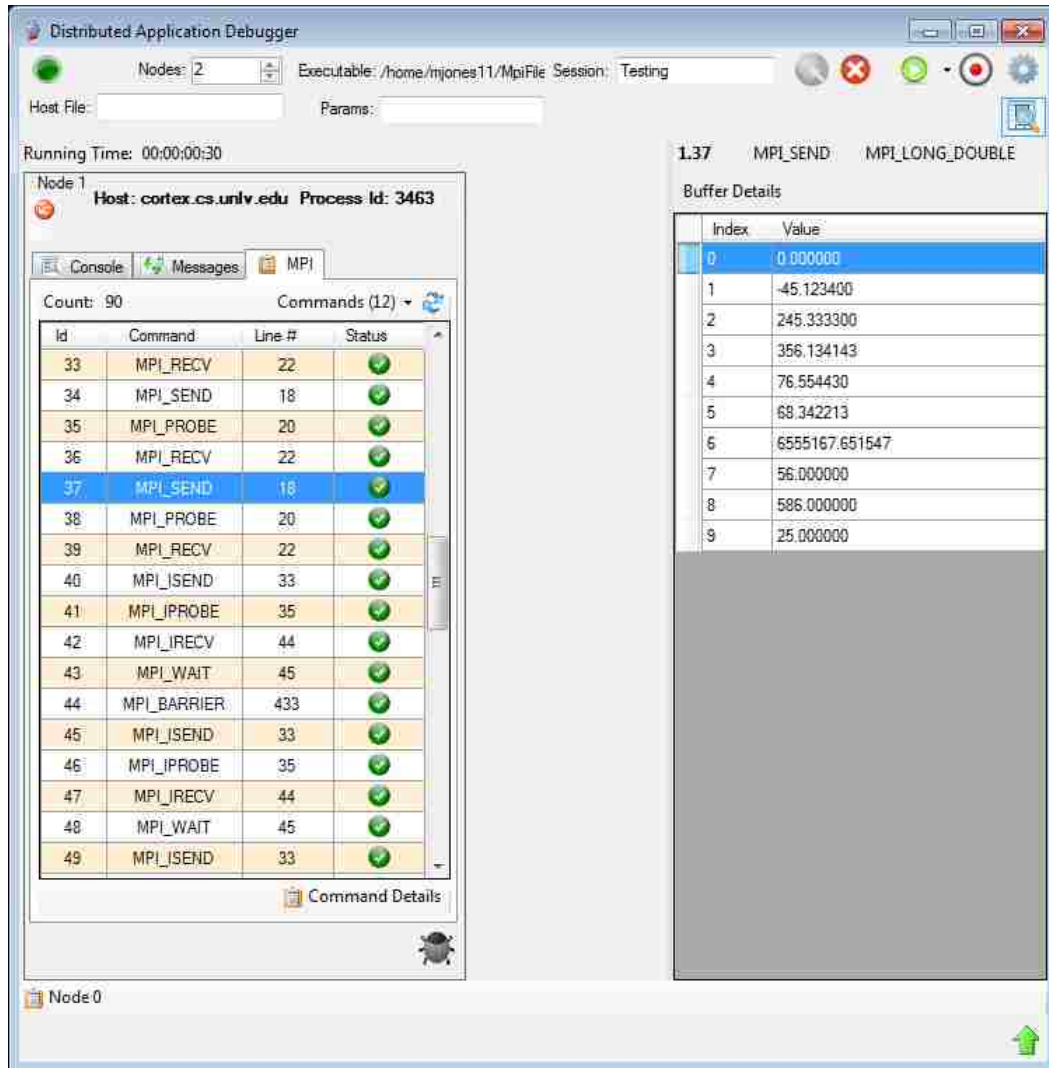 Distributed Application Debugger
Nodes: 2 Executable: /home/mjones11/MpiFile Session: Testing
Host File: Params:
Running Time: 00:00:00:30
1.37 MPI_SEND MPI_LONG_DOUBLE
Node 1
Host: cortex.cs.unlv.edu Process Id: 3463
Buffer Details
Console Messages MPI
Count: 90 Commands (12)
Id Command Line # Status
33 MPI_RECV 22
34 MPI_SEND 18
35 MPI_PROBE 20
36 MPI_RECV 22
37 MPI_SEND 18
38 MPI_PROBE 20
39 MPI_RECV 22
40 MPI_ISEND 33
41 MPI_IPROBE 35
42 MPI_IRECV 44
43 MPI_WAIT 45
44 MPI_BARRIER 433
45 MPI_ISEND 33
46 MPI_IPROBE 35
47 MPI_IRECV 44
48 MPI_WAIT 45
49 MPI_ISEND 33
Command Details
Index Value
0 0.000000
1 -45.123400
2 245.333300
3 356.134143
4 76.554430
5 68.342213
6 6555167.651547
7 56.000000
8 586.000000
9 25.000000
Node 0